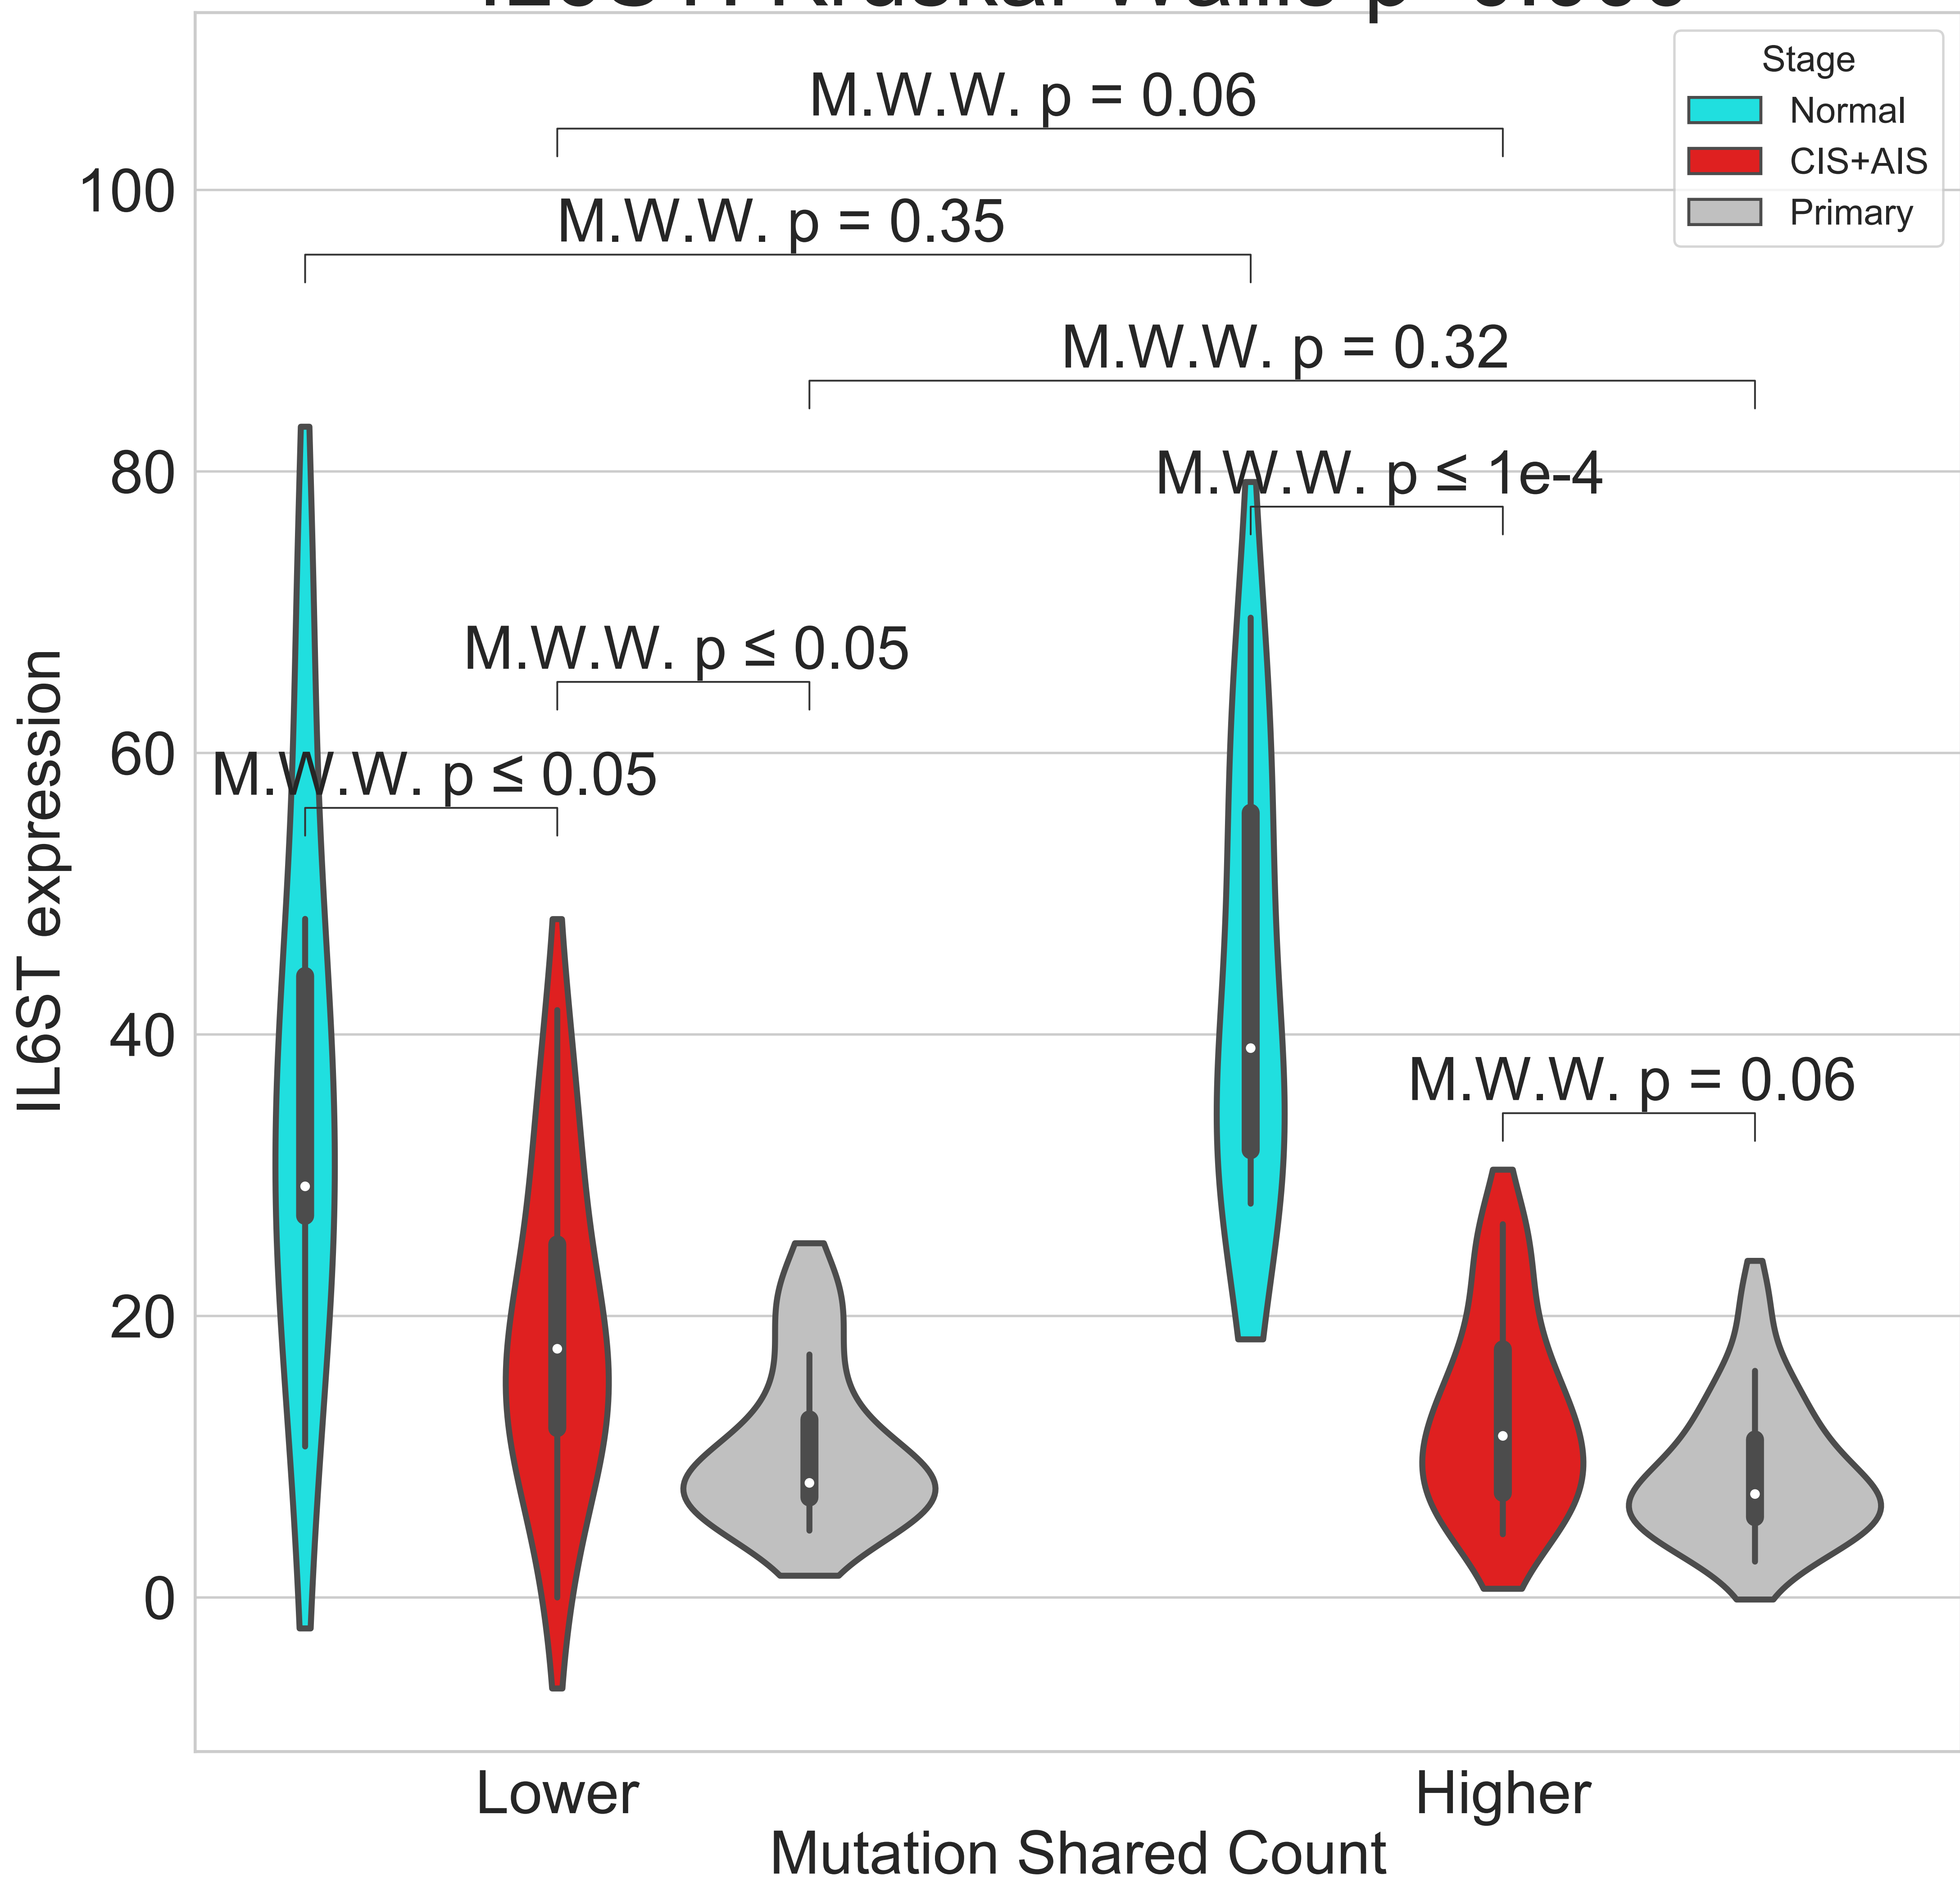 Stage
Normal
CIS+AIS
Primary
M.W.W. p = 0.06
M.W.W. p = 0.35
M.W.W. p = 0.32
M.W.W. p ≤ 1e-4
M.W.W. p ≤ 0.05
M.W.W. p ≤ 0.05
M.W.W. p = 0.06
100
80
60
40
20
0
IL6ST expression
Lower
Higher
Mutation Shared Count